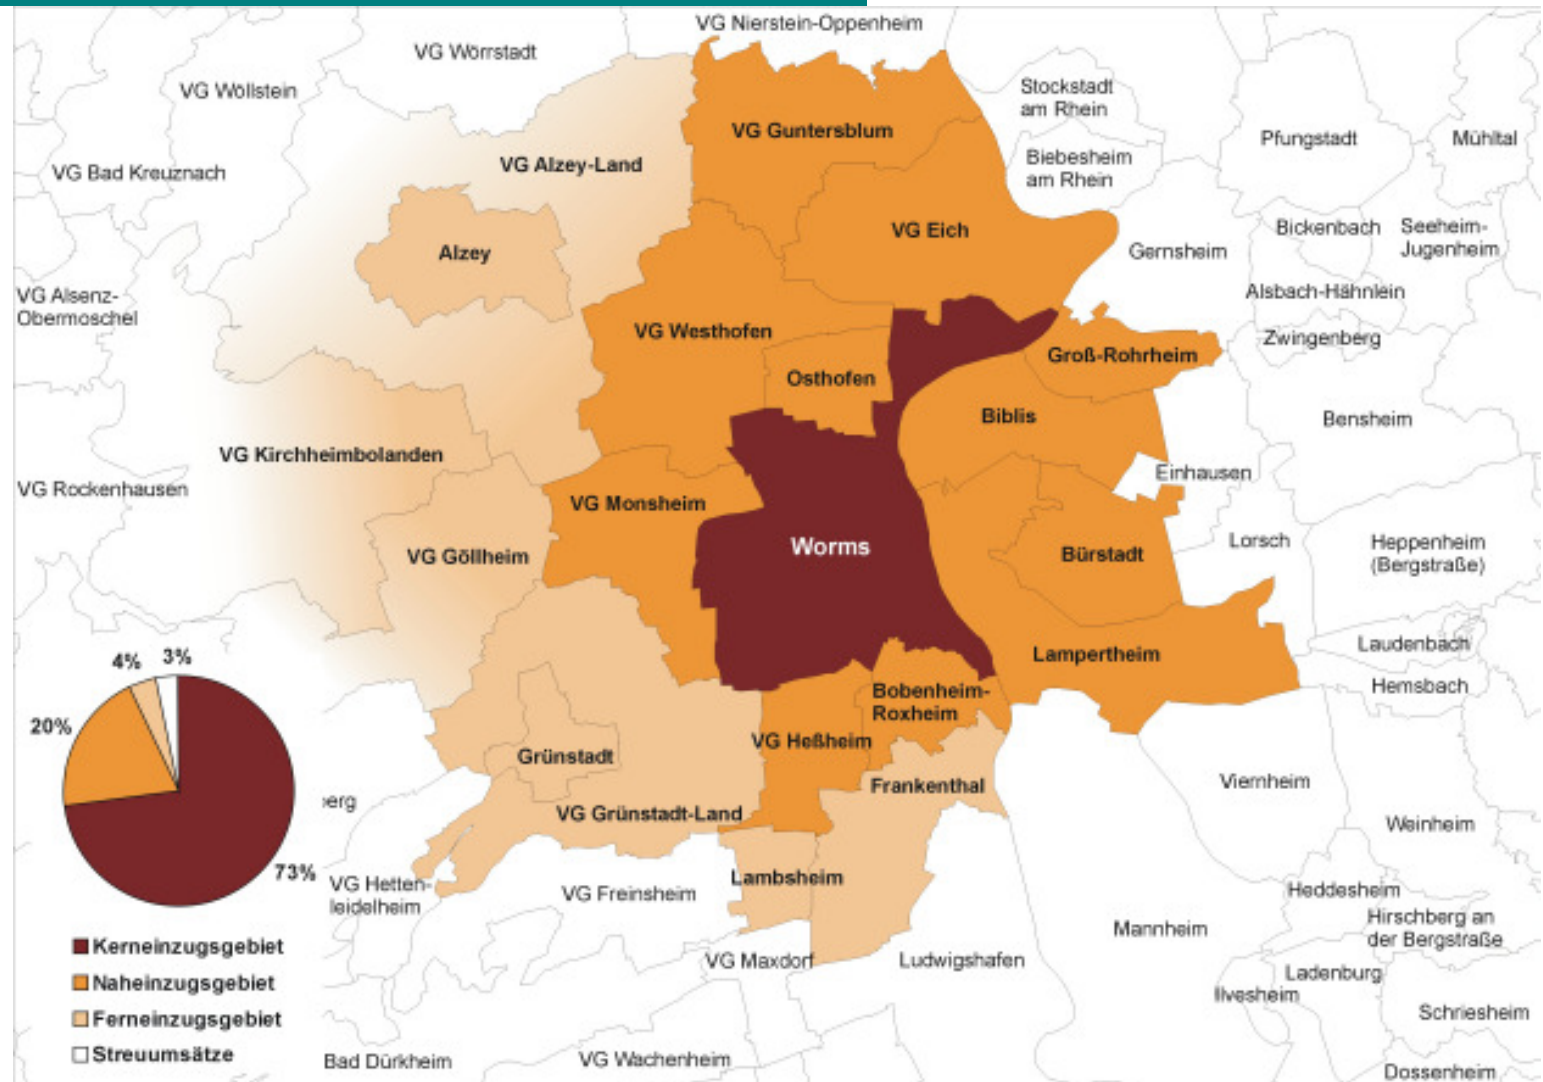 VG Nierstein-Oppenheim
VG Wörrstadt
VG Wöllstein
Stockstadt
am Rhein
VG Guntersblum
Pfungstadt
Mühltal
VG Alzey-Land
Biebesheim
am Rhein
VG Bad Kreuznach
VG Eich
Bickenbach
Seeheim-
Jugenheim
Alzey
Gernsheim
VG Alsenz-
Obermoschel
Alsbach-Hähnlein
VG Westhofen
Zwingenberg
Groß-Rohrheim
Osthofen
Biblis
Bensheim
VG Kirchheimbolanden
Einhausen
VG Rockenhausen
VG Monsheim
Worms
Lorsch
Heppenheim
(Bergstraße)
VG Göllheim
Bürstadt
Laudenbach
Lampertheim
Hemsbach
4%
3%
20%
73%
Bobenheim-
Roxheim
VG Heßheim
Grünstadt
Frankenthal
Viernheim
erg
VG Grünstadt-Land
Weinheim
Lambsheim
VG Hetten-
leidelheim
VG Freinsheim
Heddesheim
Hirschberg an
der Bergstraße
Mannheim
VG Maxdorf
Ludwigshafen
Ladenburg
Ilvesheim
Schriesheim
Kerneinzugsgebiet
Naheinzugsgebiet
Ferneinzugsgebiet
Streuumsätze
Bad Dürkheim
VG Wachenheim
Dossenheim